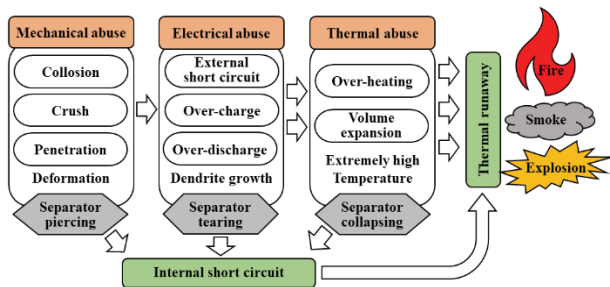 Mechanical abuse
Collosion
Crush
Penetration
Deformation
Separator
piercing
Electrical abuse
External
short circuit
Over-charge
Over-discharge
Dendrite growth
Separator
tearing
Thermal abuse
Over-heating
Volume
expansion
Extremely high
Temperature
Separator
collapsing
Internal short circuit
Thermal runaway
Fire
Smoke
Explosion